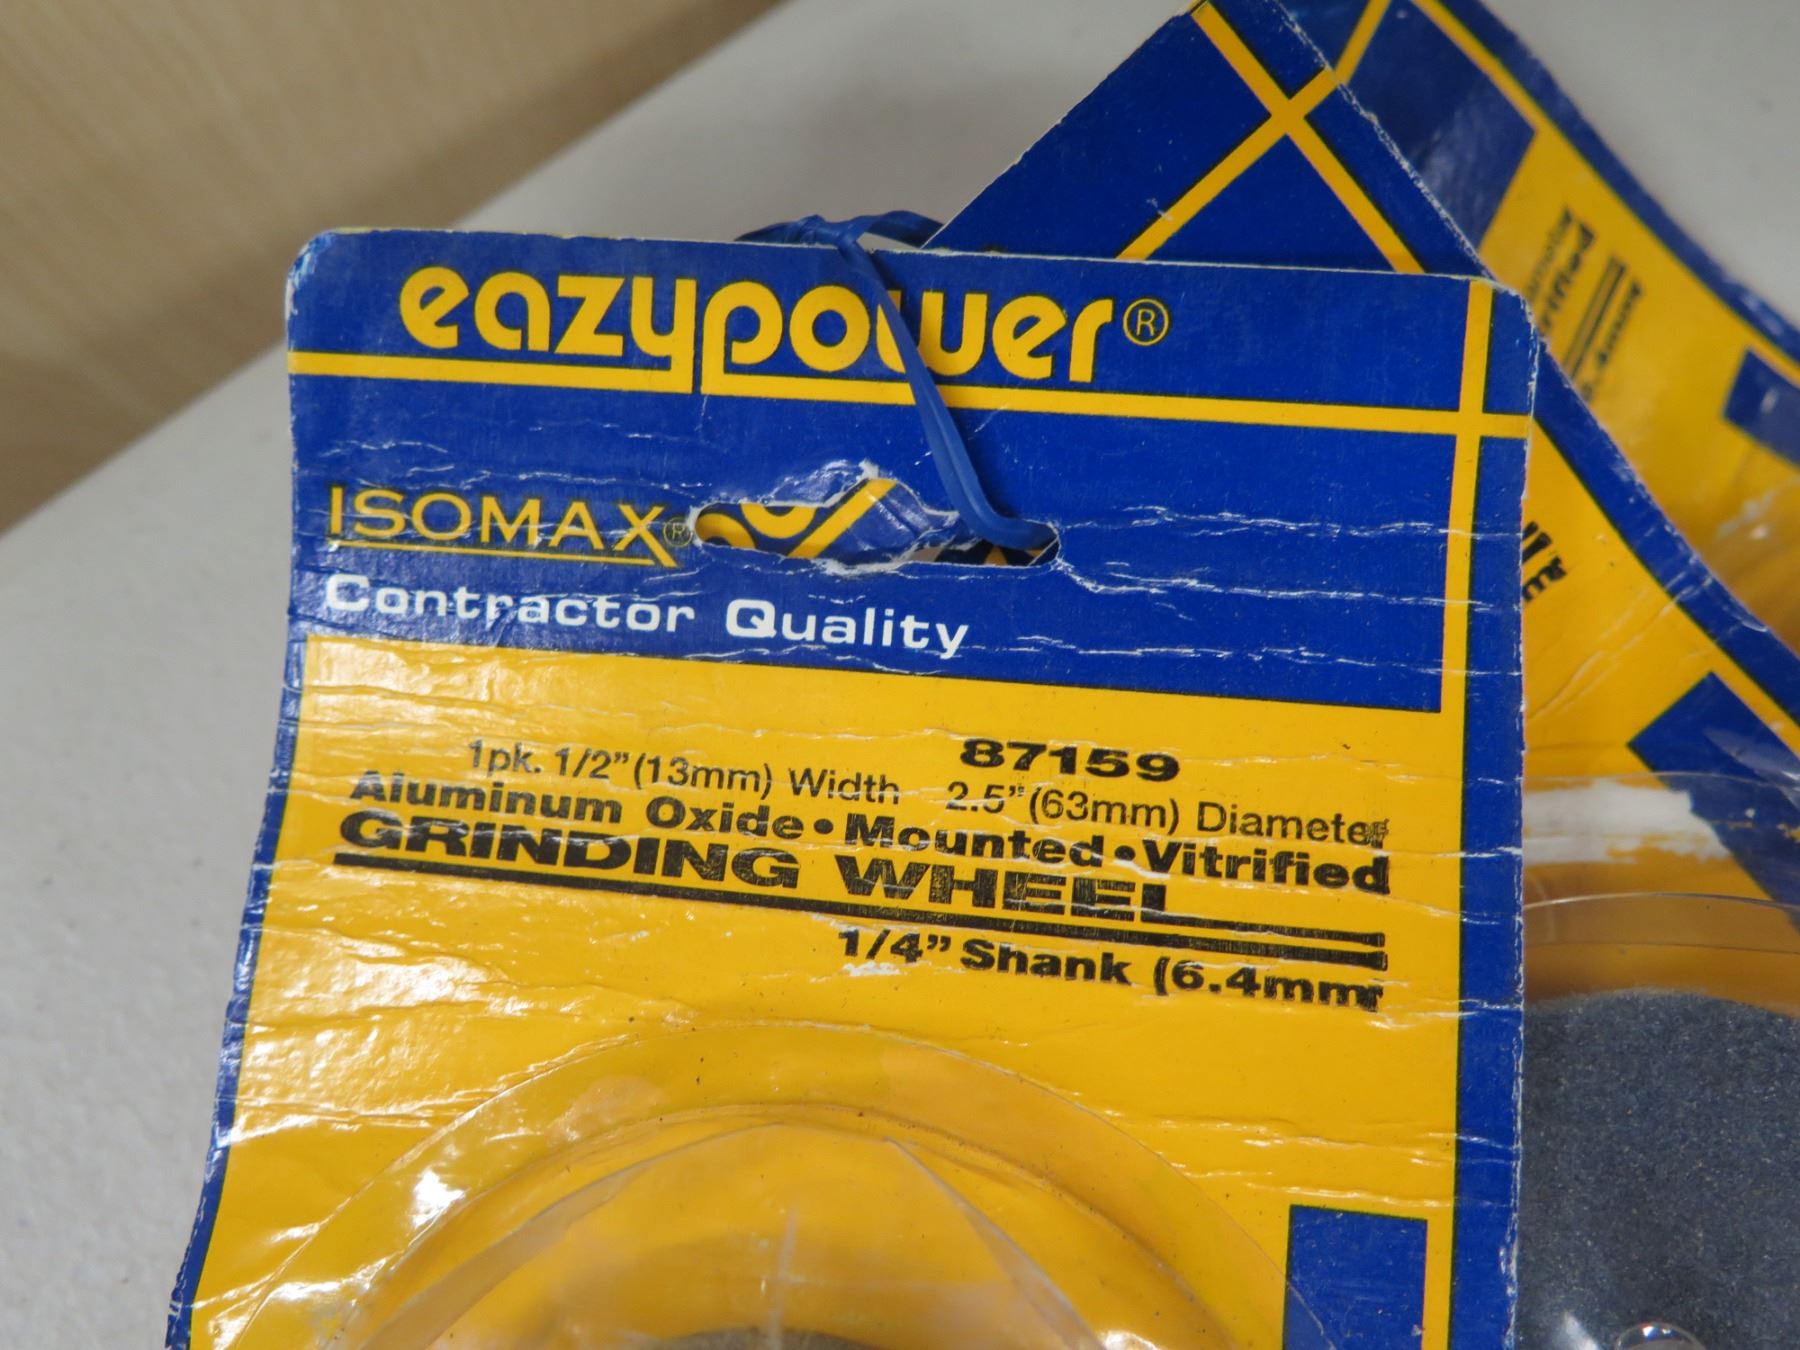 eazypower®
ISOMAX®
Contractor Quality
87159
1pk. 1/2" (13mm) Width 2.5" (63mm) Diameter
Aluminum Oxide • Mounted • Vitrified
GRINDING WHEEL
1/4" Shank (6.4mm)